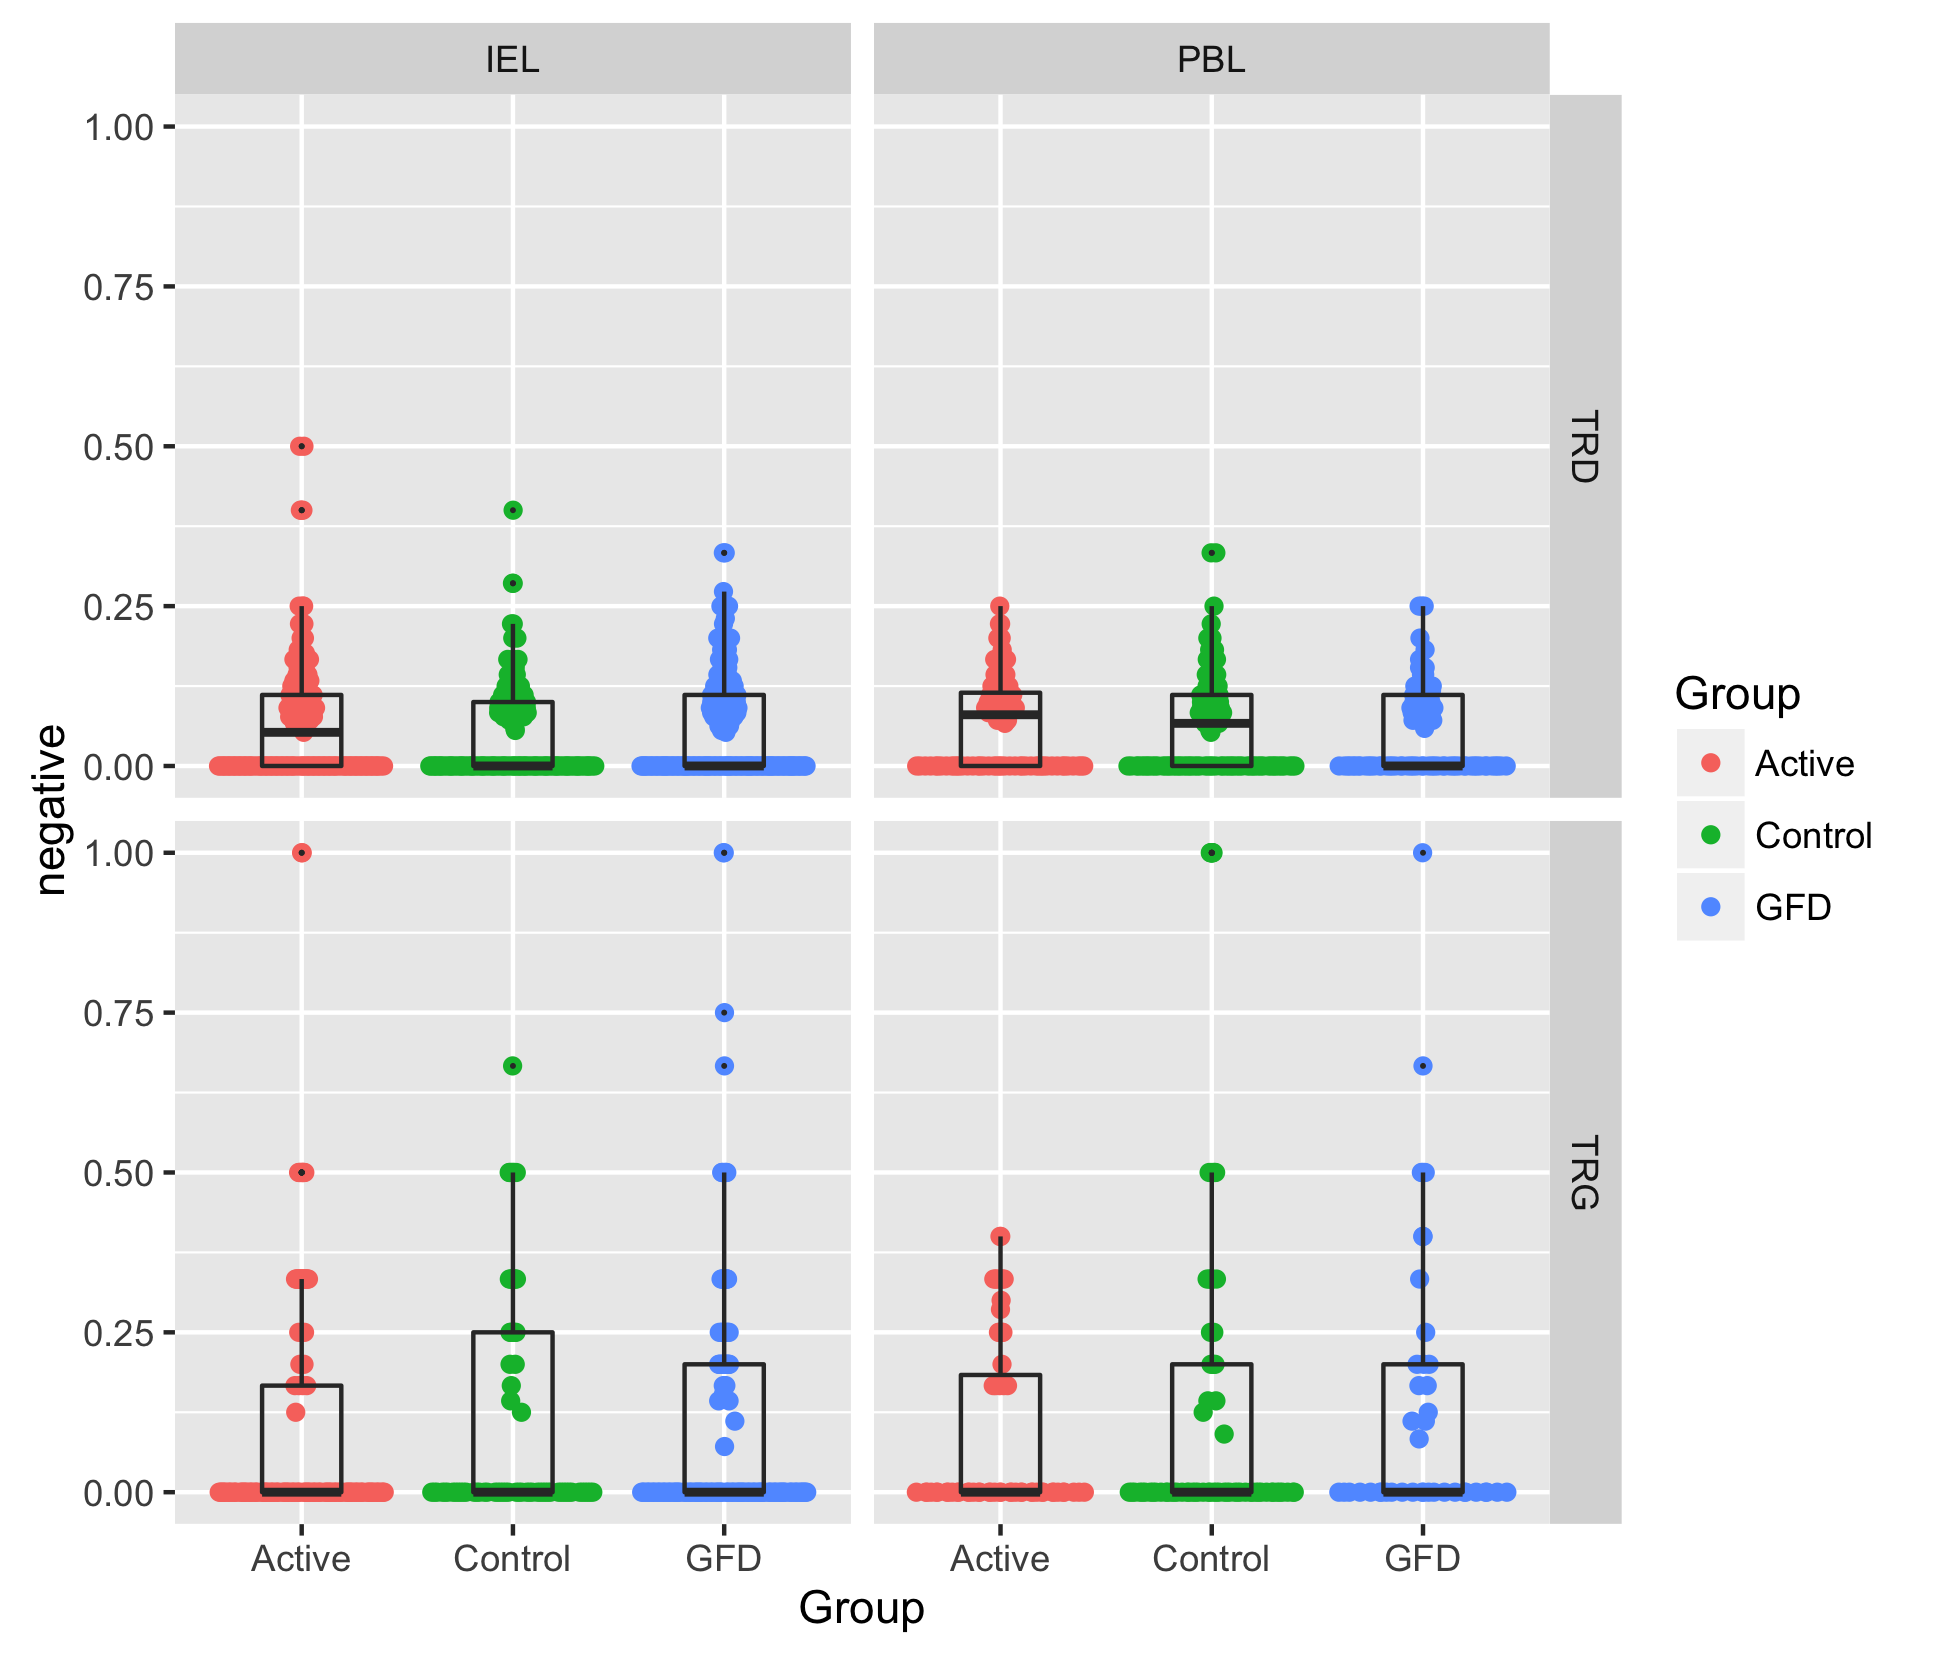 IEL
PBL
1.00
0.75
0.50
0.25
0.00
TRD
negative
1.00
0.75
0.50
0.25
0.00
TRG
Active
Control
GFD
Active
Control
GFD
Group
Group
Active
Control
GFD